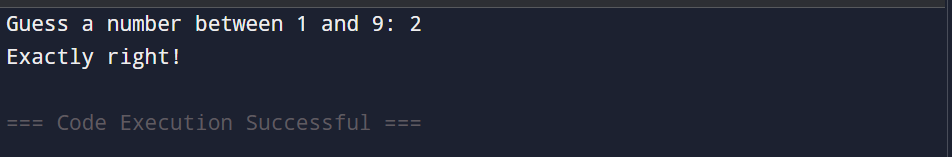 Guess a number between 1 and 9: 2
Exactly right!
=== Code Execution Successful ===